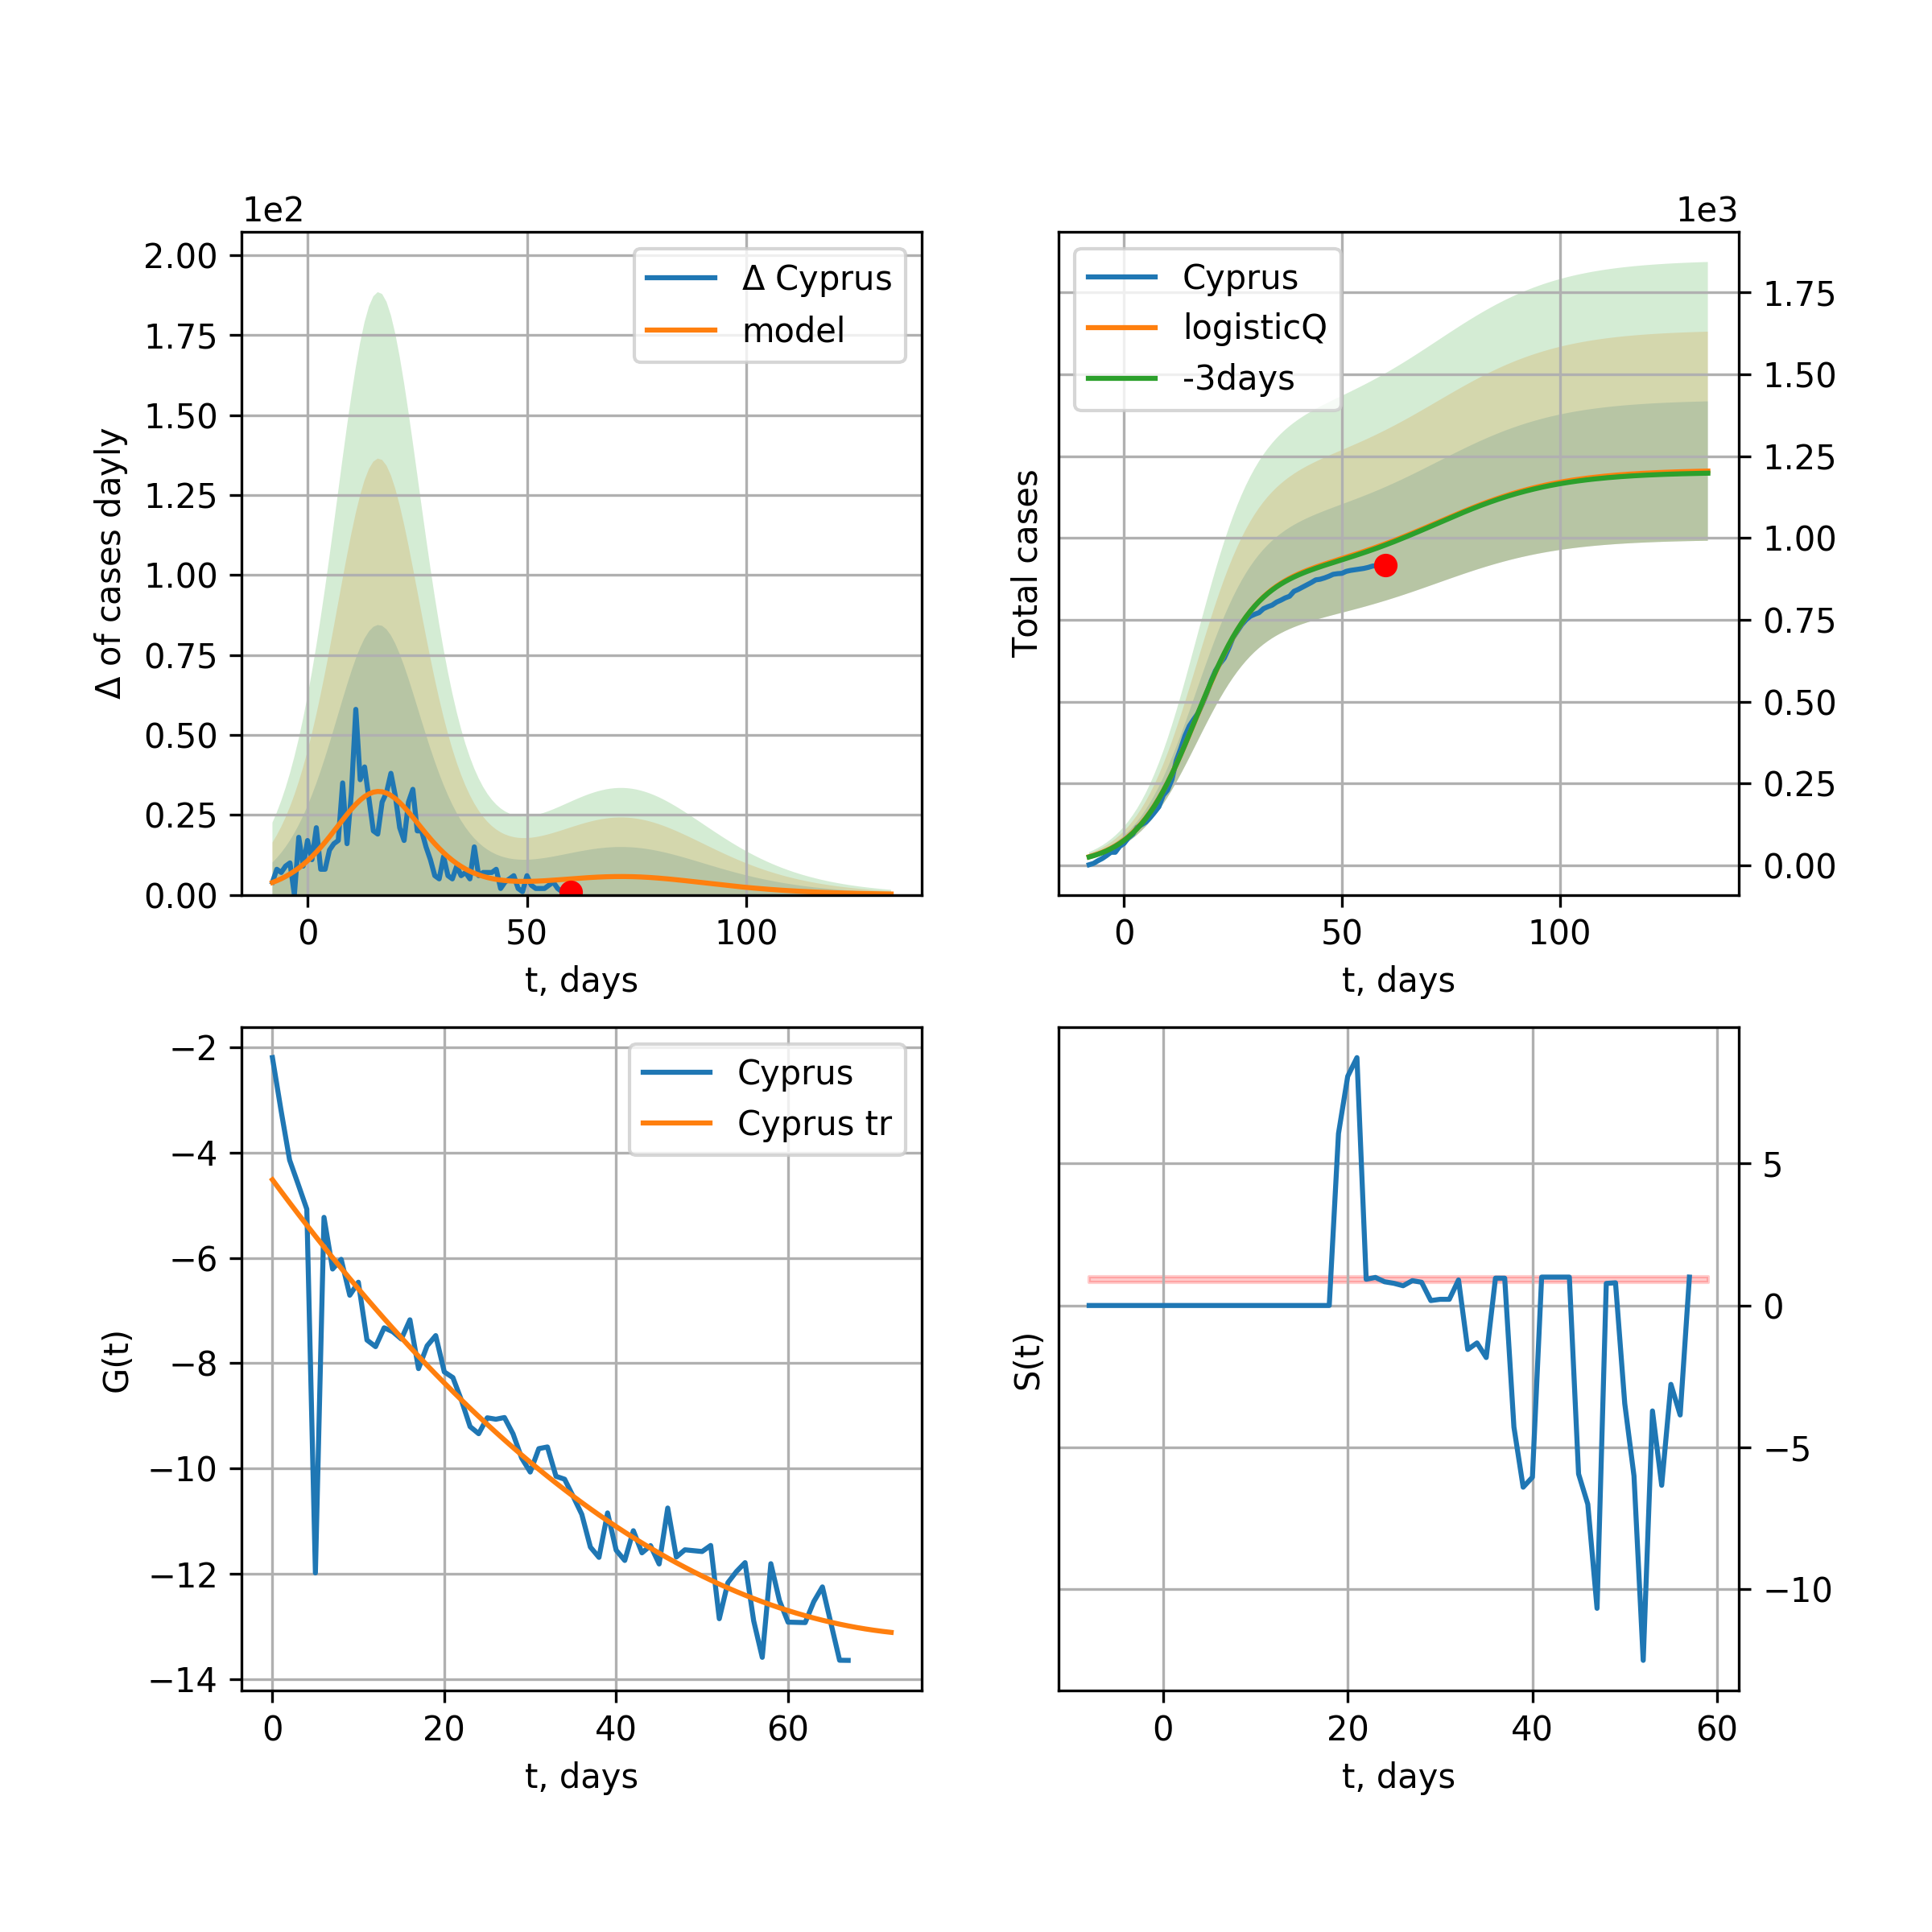 1e2
2.00
1.75
1.50
1.25
1.00
0.75
0.50
0.25
0.00
Δ of cases dayly
Δ Cyprus
model
0 50 100
t, days
1e3
Total cases
Cyprus
logisticQ
-3days
1.75
1.50
1.25
1.00
0.75
0.50
0.25
0.00
0 50 100
t, days
−2
−4
−6
−8
−10
−12
−14
G(t)
Cyprus
Cyprus tr
0 20 40 60
t, days
S(t)
5
0
−5
−10
0 20 40 60
t, days